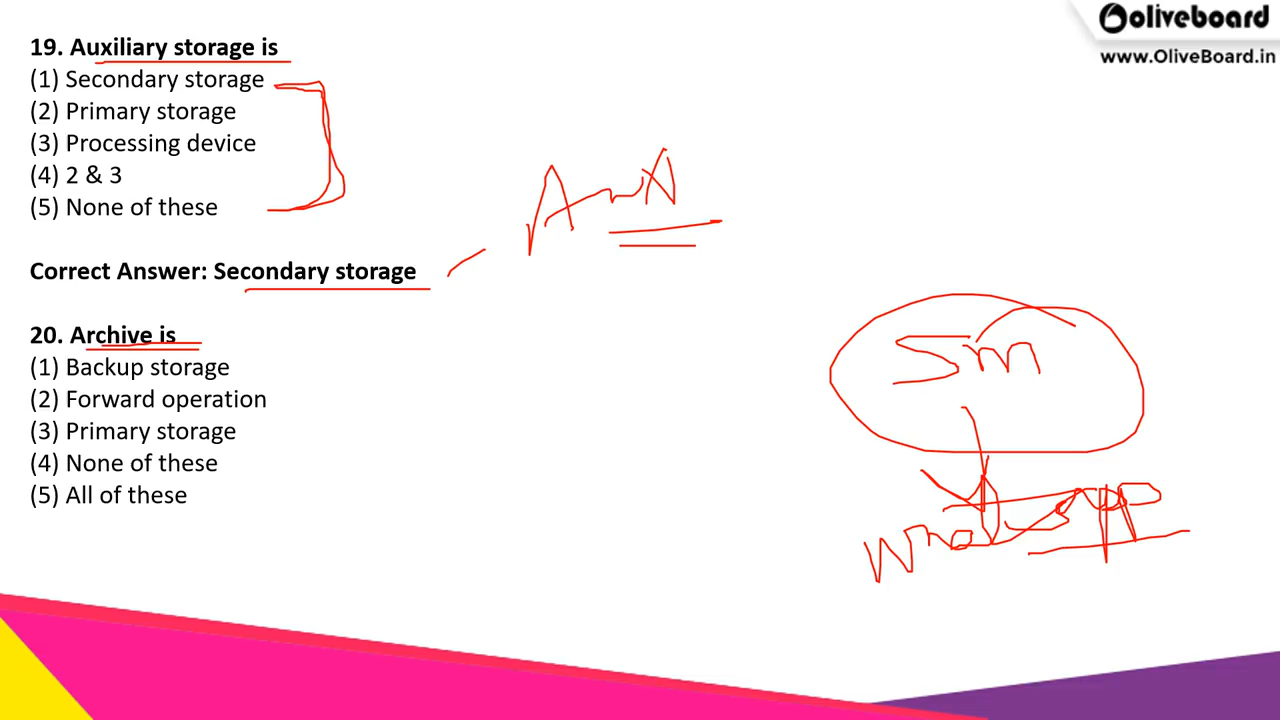 oliveboard
www.OliveBoard.in
19. Auxiliary storage is
(1) Secondary storage
(2) Primary storage
(3) Processing device
(4) 2 & 3
(5) None of these
AuX
Correct Answer: Secondary storage
20. Archive is
(1) Backup storage
(2) Forward operation
(3) Primary storage
(4) None of these
(5) All of these
Sm